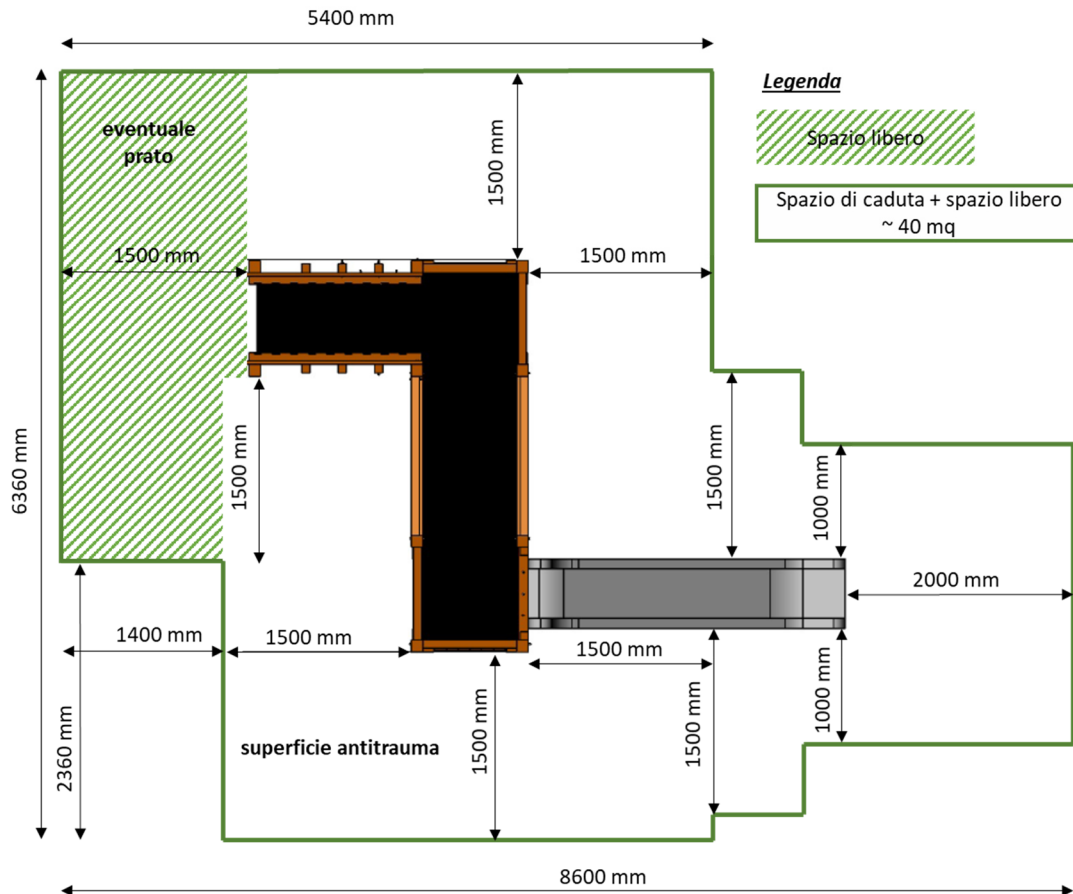 5400 mm
Legenda
eventuale
prato
Spazio libero
1500 mm
Spazio di caduta + spazio libero
~ 40 mq
1500 mm
1500 mm
6360 mm
1500 mm
1500 mm
1000 mm
2000 mm
1400 mm
1500 mm
1500 mm
1000 mm
2360 mm
superficie antitrauma
1500 mm
1500 mm
8600 mm